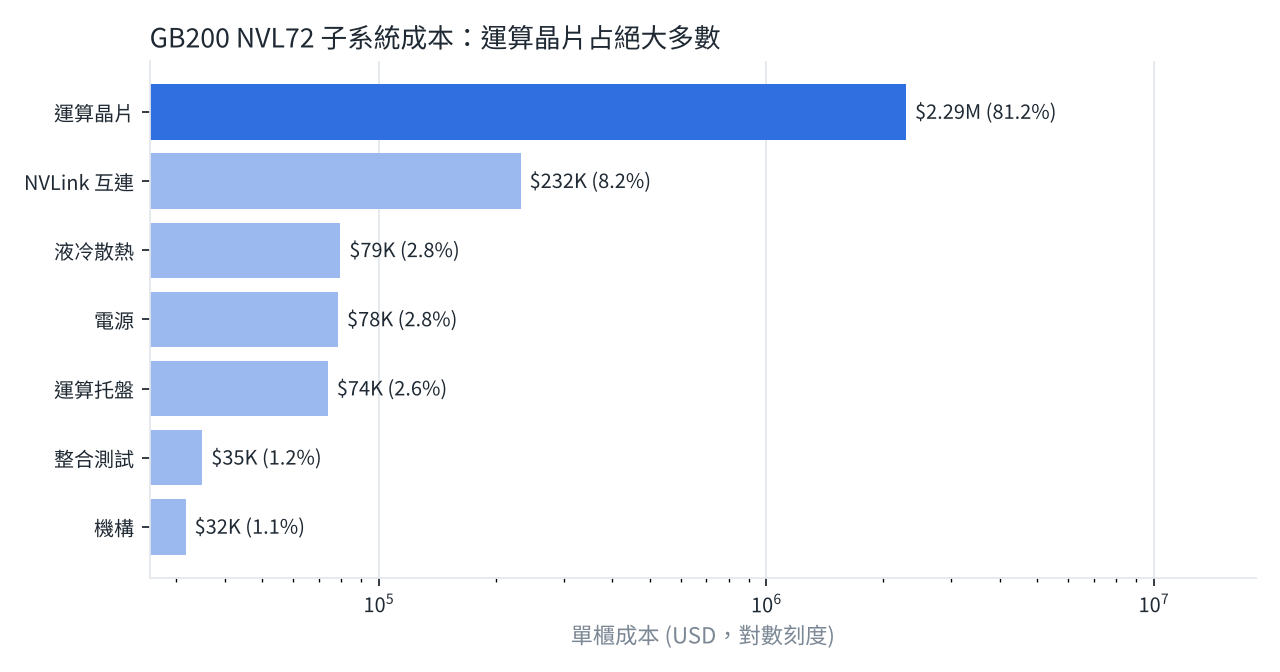 GB200 NVL72 子系統成本：運算晶片占絕大多數
運算晶片 $2.29M (81.2%)
NVLink 互連 $232K (8.2%)
液冷散熱 $79K (2.8%)
電源 $78K (2.8%)
運算托盤 $74K (2.6%)
整合測試 $35K (1.2%)
機構 $32K (1.1%)
10⁵ 10⁶ 10⁷
單櫃成本 (USD，對數刻度)